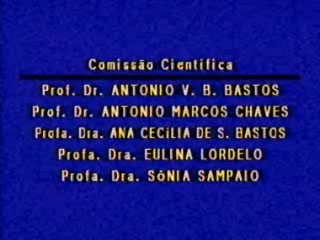 Comissão Científica
Prof. Dr. ANTONIO V. B. BASTOS
Prof. Dr. ANTONIO MARCOS CHAVES
Profa. Dra. ANA CECÍLIA DE S. BASTOS
Profa. Dra. EULINA LORDELO
Profa. Dra. SÔNIA SAMPAIO